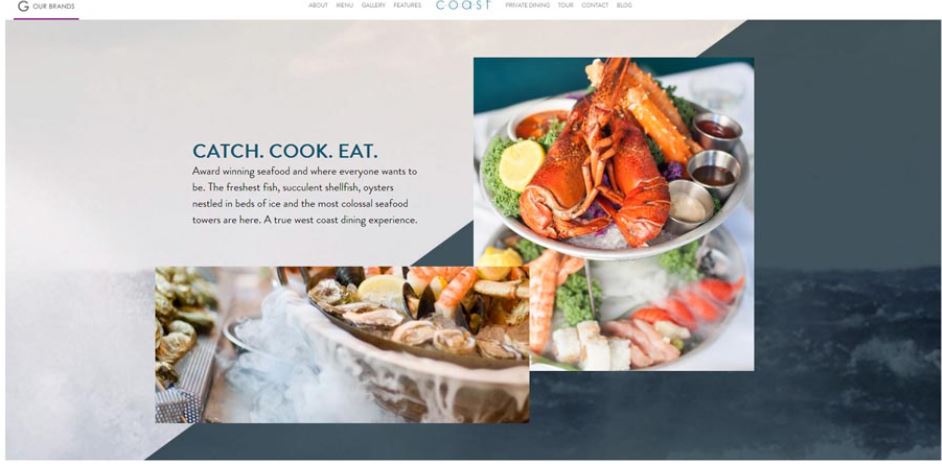 G OUR BRANDS
ABOUT MENU GALLERY FEATURES coast PRIVATE DINING TOUR CONTACT BLOG
CATCH. COOK. EAT.
Award winning seafood and where everyone wants to
be. The freshest fish, succulent shellfish, oysters
nestled in beds of ice and the most colossal seafood
towers are here. A true west coast dining experience.